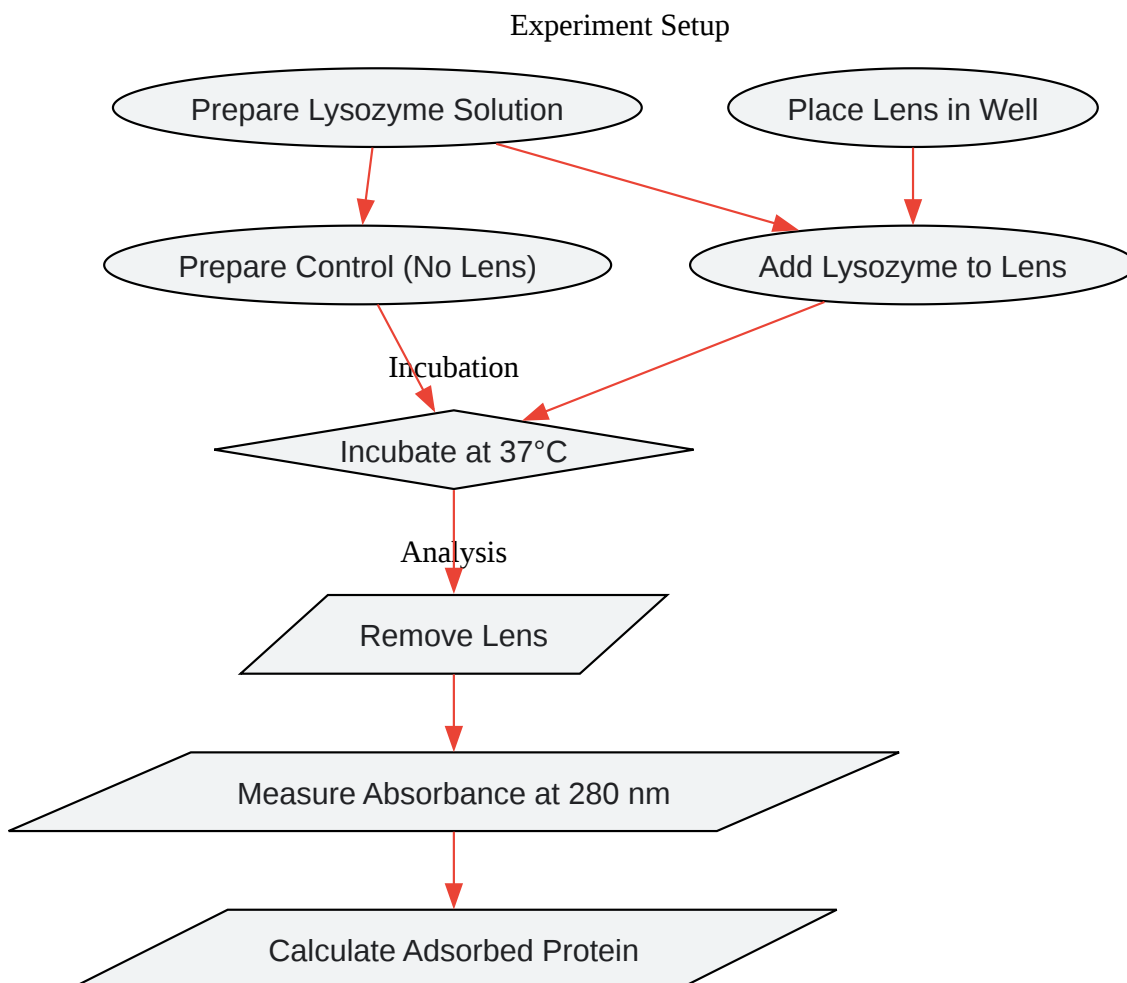 Experiment Setup
Prepare Lysozyme Solution
Place Lens in Well
Prepare Control (No Lens)
Add Lysozyme to Lens
Incubation
Incubate at 37°C
Analysis
Remove Lens
Measure Absorbance at 280 nm
Calculate Adsorbed Protein